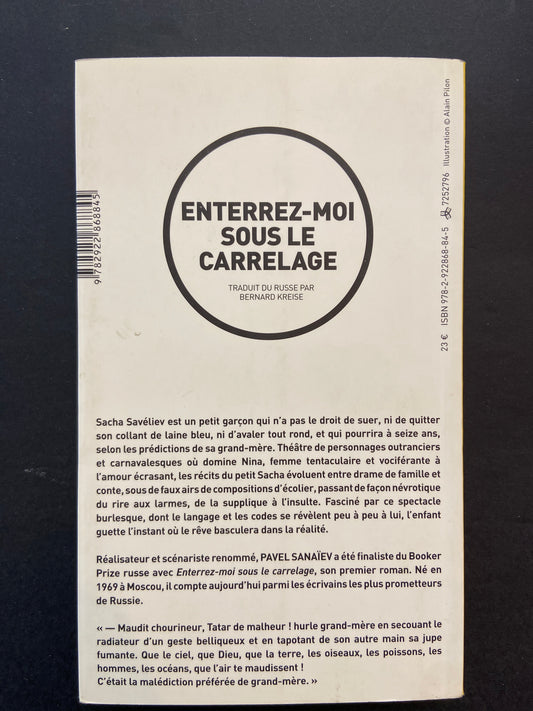 ENTERREZ-MOI
SOUS LE
CARRELAGE
TRADUIT DU RUSSE PAR
BERNARD KREISE
9 782922 868845
23 € ISBN 978-2-922868-84-5 7252796 Illustration © Alain Pilon
Sacha Savéliev est un petit garçon qui n'a pas le droit de suer, ni de quitter
son collant de laine bleu, ni d'avaler tout rond, et qui pourrira à seize ans,
selon les prédictions de sa grand-mère. Théâtre de personnages outranciers
et carnavalesques où domine Nina, femme tentaculaire et vociférante à
l'amour écrasant, les récits du petit Sacha évoluent entre drame de famille et
conte, sous de faux airs de compositions d'écolier, passant de façon névrotique
du rire aux larmes, de la supplique à l'insulte. Fasciné par ce spectacle
burlesque, dont le langage et les codes se révèlent peu à peu à lui, l'enfant
guette l'instant où le rêve basculera dans la réalité.
Réalisateur et scénariste renommé, PAVEL SANAÏEV a été finaliste du Booker
Prize russe avec Enterrez-moi sous le carrelage, son premier roman. Né en
1969 à Moscou, il compte aujourd'hui parmi les écrivains les plus prometteurs
de Russie.
« — Maudit chourineur, Tatar de malheur ! hurle grand-mère en secouant le
radiateur d'un geste belliqueux et en tapotant de son autre main sa jupe
fumante. Que le ciel, que Dieu, que la terre, les oiseaux, les poissons, les
hommes, les océans, que l'air te maudissent !
C'était la malédiction préférée de grand-mère. »